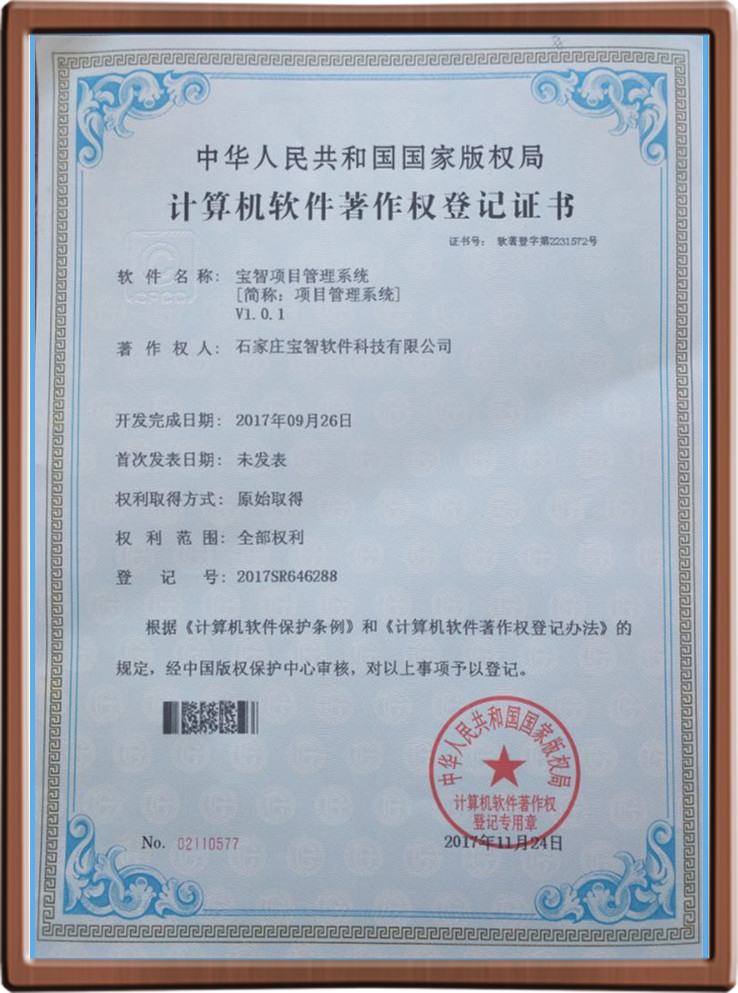 中华人民共和国国家版权局
计算机软件著作权登记证书
证书号： 软著登字第2231572号
软件名称： 宝智项目管理系统
[简称：项目管理系统]
V1.0.1
著作权人： 石家庄宝智软件科技有限公司
开发完成日期： 2017年09月26日
首次发表日期： 未发表
权利取得方式： 原始取得
权利范围： 全部权利
登记号： 2017SR646288
根据《计算机软件保护条例》和《计算机软件著作权登记办法》的
规定，经中国版权保护中心审核，对以上事项予以登记。
中华人民共和国国家版权局
计算机软件著作权
登记专用章
No. 02110577
2017年11月24日
CPCC